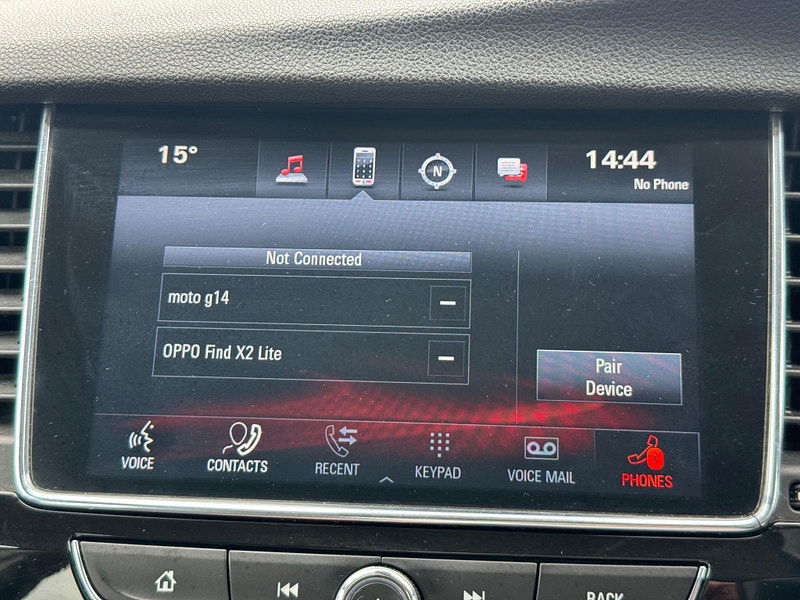 15°
N
14:44
No Phone
Not Connected
moto g14
OPPO Find X2 Lite
Pair
Device
VOICE
CONTACTS
RECENT
KEYPAD
VOICE MAIL
PHONES
BACK